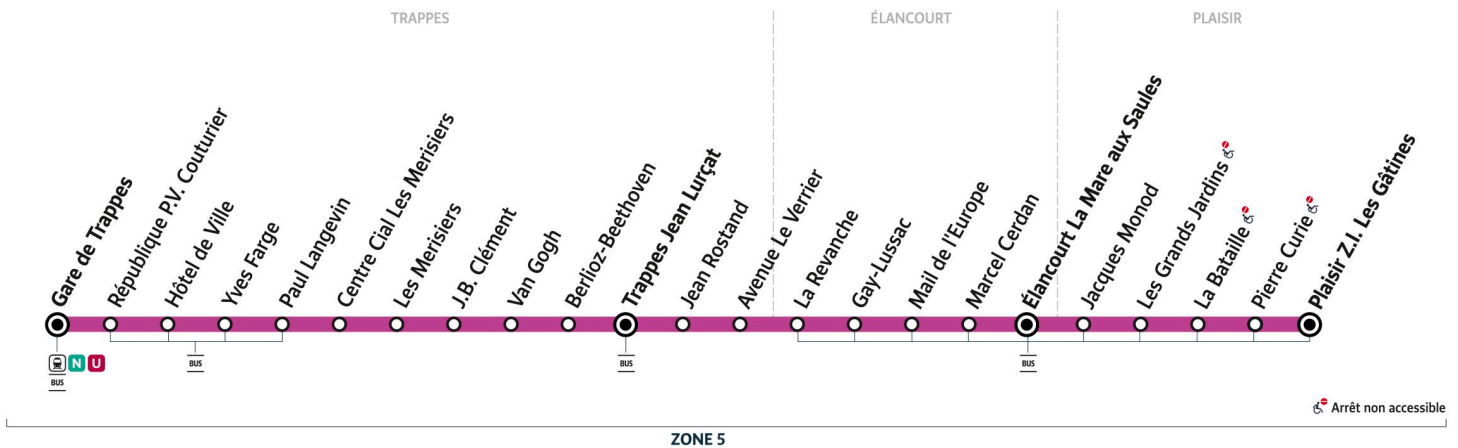 TRAPPES
ÉLANCOURT
PLAISIR
Gare de Trappes
République P.V. Couturier
Hôtel de Ville
Yves Farge
Paul Langevin
Centre Cial Les Merisiers
Les Merisiers
J.B. Clément
Van Gogh
Berlioz-Beethoven
Trappes Jean Lurçat
Jean Rostand
Avenue Le Verrier
La Revanche
Gay-Lussac
Mail de l'Europe
Marcel Cerdan
Élancourt La Mare aux Saules
Jacques Monod
Les Grands Jardins
La Bataille
Pierre Curie
Plaisir Z.I. Les Gâtines
N U
BUS
BUS
BUS
BUS
Arrêt non accessible
ZONE 5